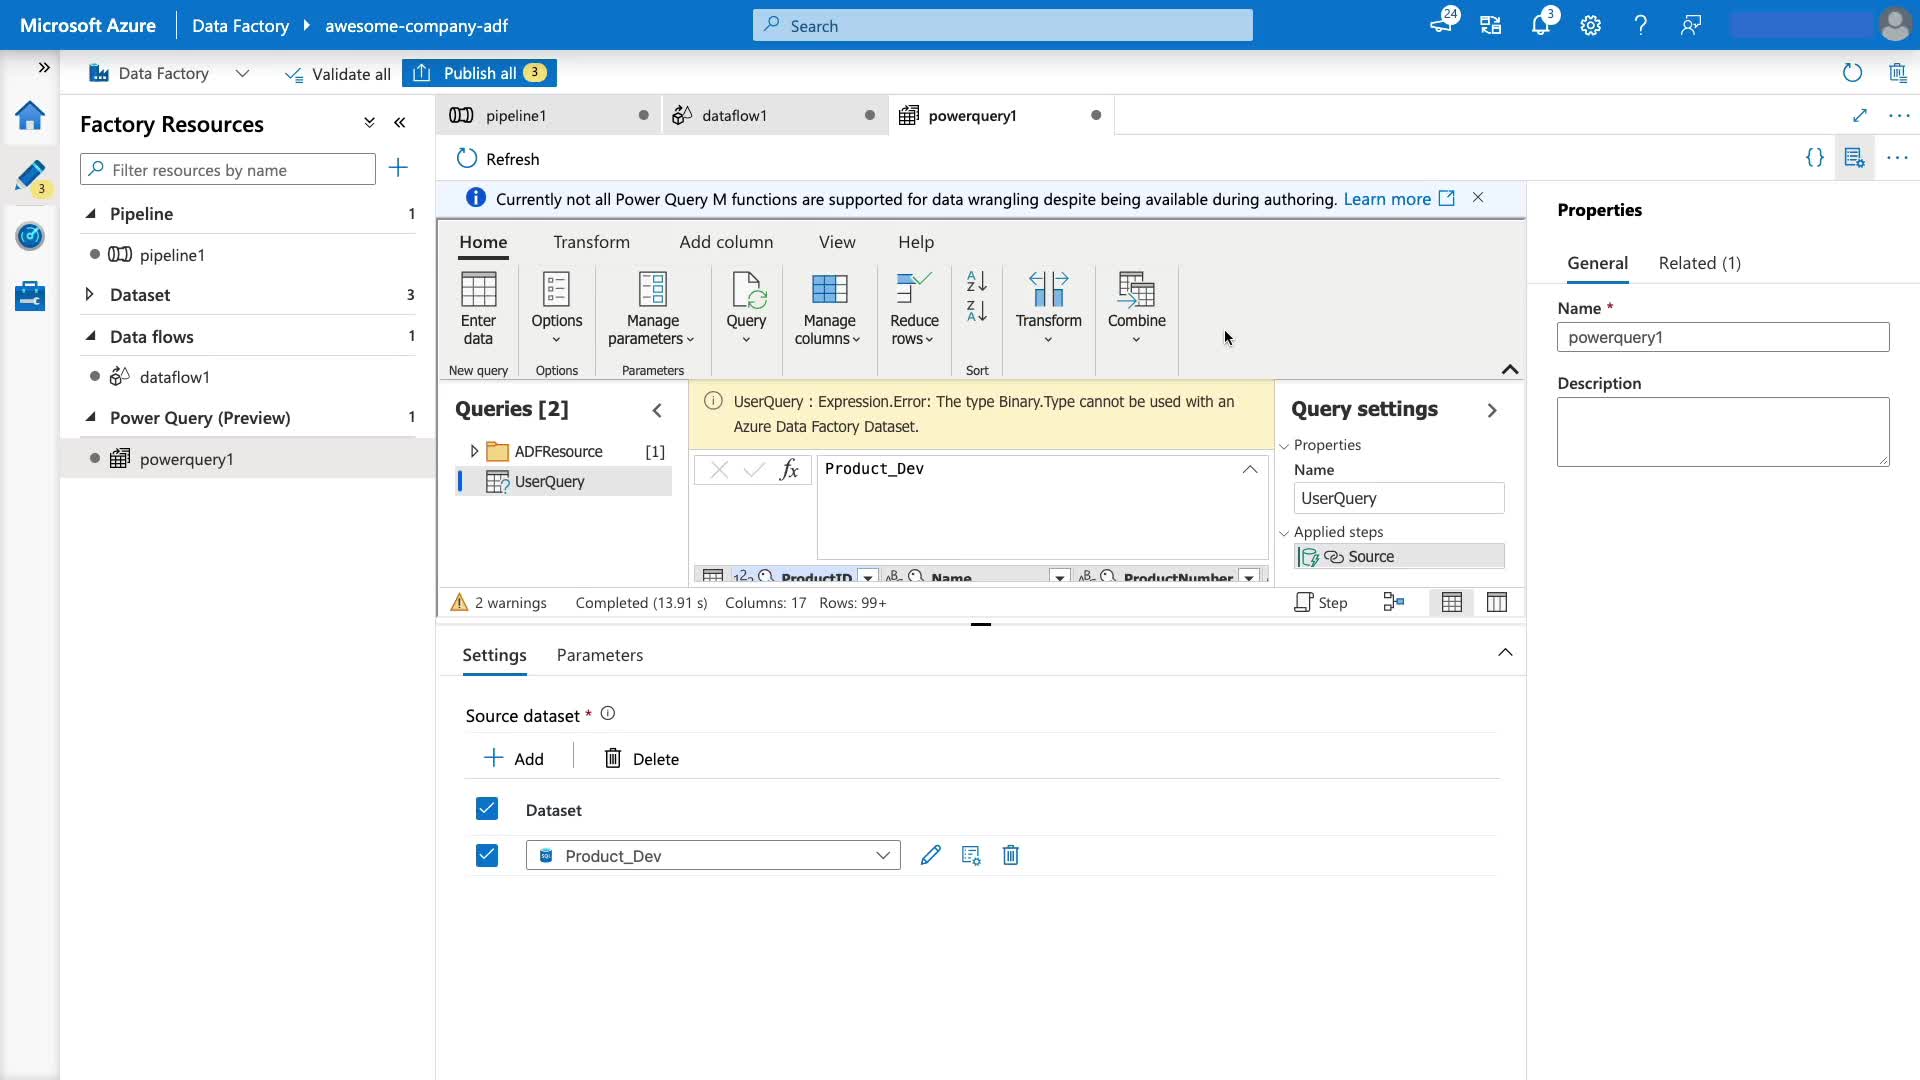 Microsoft Azure
Data Factory
awesome-company-adf
Search
24
3
Data Factory
Validate all
Publish all 3
Factory Resources
Filter resources by name
3
Pipeline 1
pipeline1
Dataset 3
Data flows 1
dataflow1
Power Query (Preview) 1
powerquery1
pipeline1
dataflow1
powerquery1
Refresh
Currently not all Power Query M functions are supported for data wrangling despite being available during authoring. Learn more
Home
Transform
Add column
View
Help
Enter data
Options
Manage parameters
Query
Manage columns
Reduce rows
Transform
Combine
New query
Options
Parameters
Sort
Queries [2]
ADFResource [1]
UserQuery
UserQuery : Expression.Error: The type Binary.Type cannot be used with an
Azure Data Factory Dataset.
fx
Product_Dev
ProductID
Name
ProductNumber
Query settings
Properties
Name
UserQuery
Applied steps
Source
2 warnings
Completed (13.91 s)
Columns: 17
Rows: 99+
Step
Settings
Parameters
Source dataset *
Add
Delete
Dataset
Product_Dev
Properties
General
Related (1)
Name *
powerquery1
Description